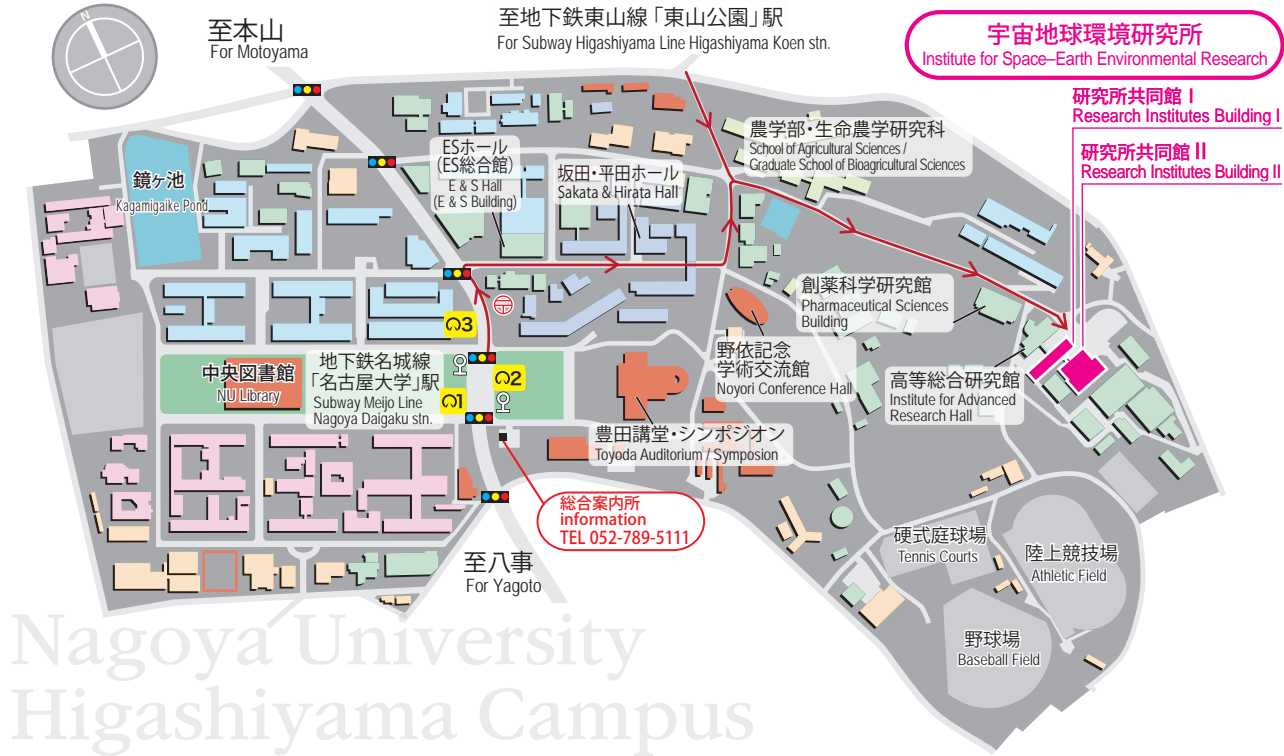 N
至本山
For Motoyama
至地下鉄東山線「東山公園」駅
For Subway Higashiyama Line Higashiyama Koen stn.
宇宙地球環境研究所
Institute for Space–Earth Environmental Research
研究所共同館 I
Research Institutes Building I
研究所共同館 II
Research Institutes Building II
農学部・生命農学研究科
School of Agricultural Sciences /
Graduate School of Bioagricultural Sciences
ESホール
(ES総合館)
E & S Hall
(E & S Building)
坂田・平田ホール
Sakata & Hirata Hall
鏡ヶ池
Kagamigaike Pond
創薬科学研究館
Pharmaceutical Sciences
Building
3
中央図書館
NU Library
地下鉄名城線
「名古屋大学」駅
Subway Meijo Line
Nagoya Daigaku stn.
2
1
野依記念
学術交流館
Noyori Conference Hall
高等総合研究館
Institute for Advanced
Research Hall
豊田講堂・シンポジオン
Toyoda Auditorium / Symposion
総合案内所
information
TEL 052-789-5111
至八事
For Yagoto
硬式庭球場
Tennis Courts
陸上競技場
Athletic Field
野球場
Baseball Field
Nagoya University
Higashiyama Campus